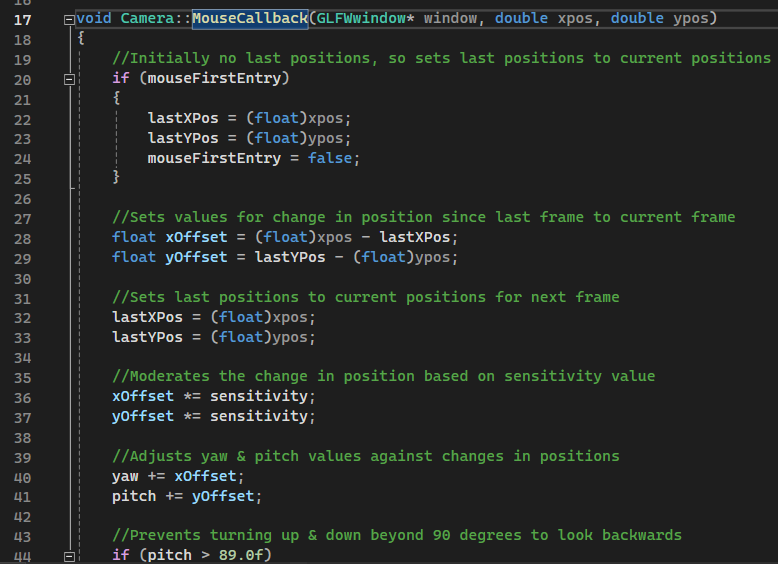 16
17 void Camera::MouseCallback(GLFWwindow* window, double xpos, double ypos)
18 {
19 //Initially no last positions, so sets last positions to current positions
20 if (mouseFirstEntry)
21 {
22 lastXPos = (float)xpos;
23 lastYPos = (float)ypos;
24 mouseFirstEntry = false;
25 }
26
27 //Sets values for change in position since last frame to current frame
28 float xOffset = (float)xpos - lastXPos;
29 float yOffset = lastYPos - (float)ypos;
30
31 //Sets last positions to current positions for next frame
32 lastXPos = (float)xpos;
33 lastYPos = (float)ypos;
34
35 //Moderates the change in position based on sensitivity value
36 xOffset *= sensitivity;
37 yOffset *= sensitivity;
38
39 //Adjusts yaw & pitch values against changes in positions
40 yaw += xOffset;
41 pitch += yOffset;
42
43 //Prevents turning up & down beyond 90 degrees to look backwards
44 if (pitch > 89.0f)